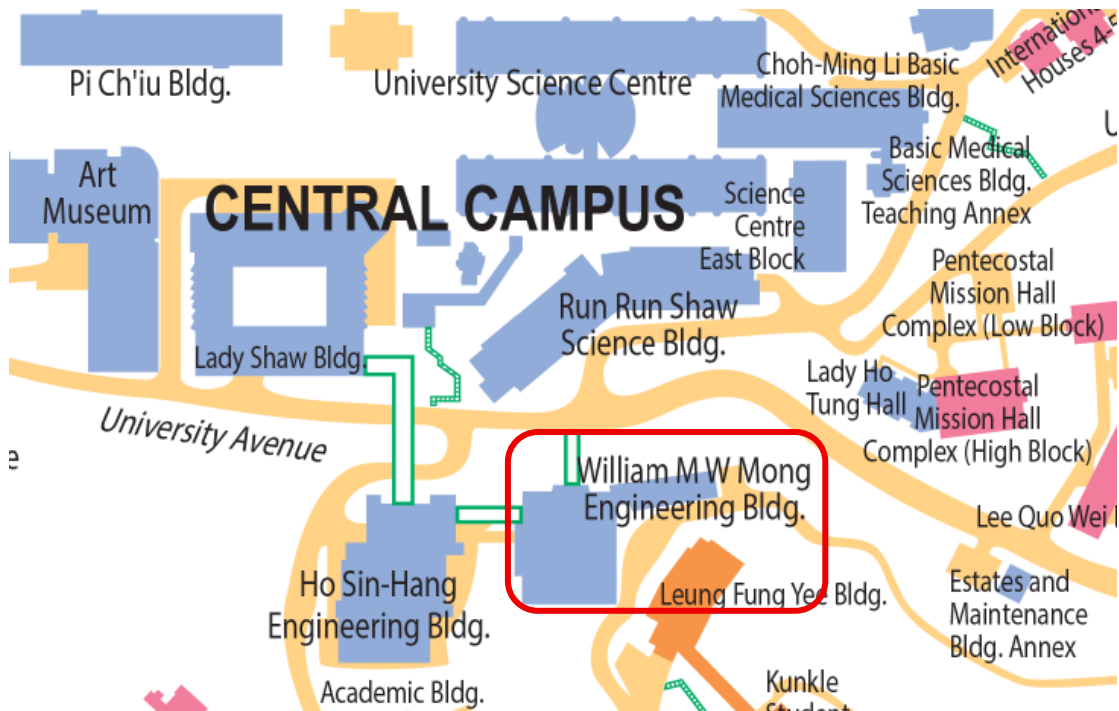 Pi Ch'iu Bldg.
University Science Centre
Choh-Ming Li Basic
Medical Sciences Bldg.
International
Houses 4-5
Art
Museum
CENTRAL CAMPUS
Science
Centre
East Block
Basic Medical
Sciences Bldg.
Teaching Annex
Run Run Shaw
Science Bldg.
Pentecostal
Mission Hall
Complex (Low Block)
Lady Shaw Bldg.
Lady Ho
Tung Hall
Pentecostal
Mission Hall
Complex (High Block)
University Avenue
William M W Mong
Engineering Bldg.
Lee Quo Wei
Ho Sin-Hang
Engineering Bldg.
Leung Fung Yee Bldg.
Estates and
Maintenance
Bldg. Annex
Academic Bldg.
Kunkle
Student